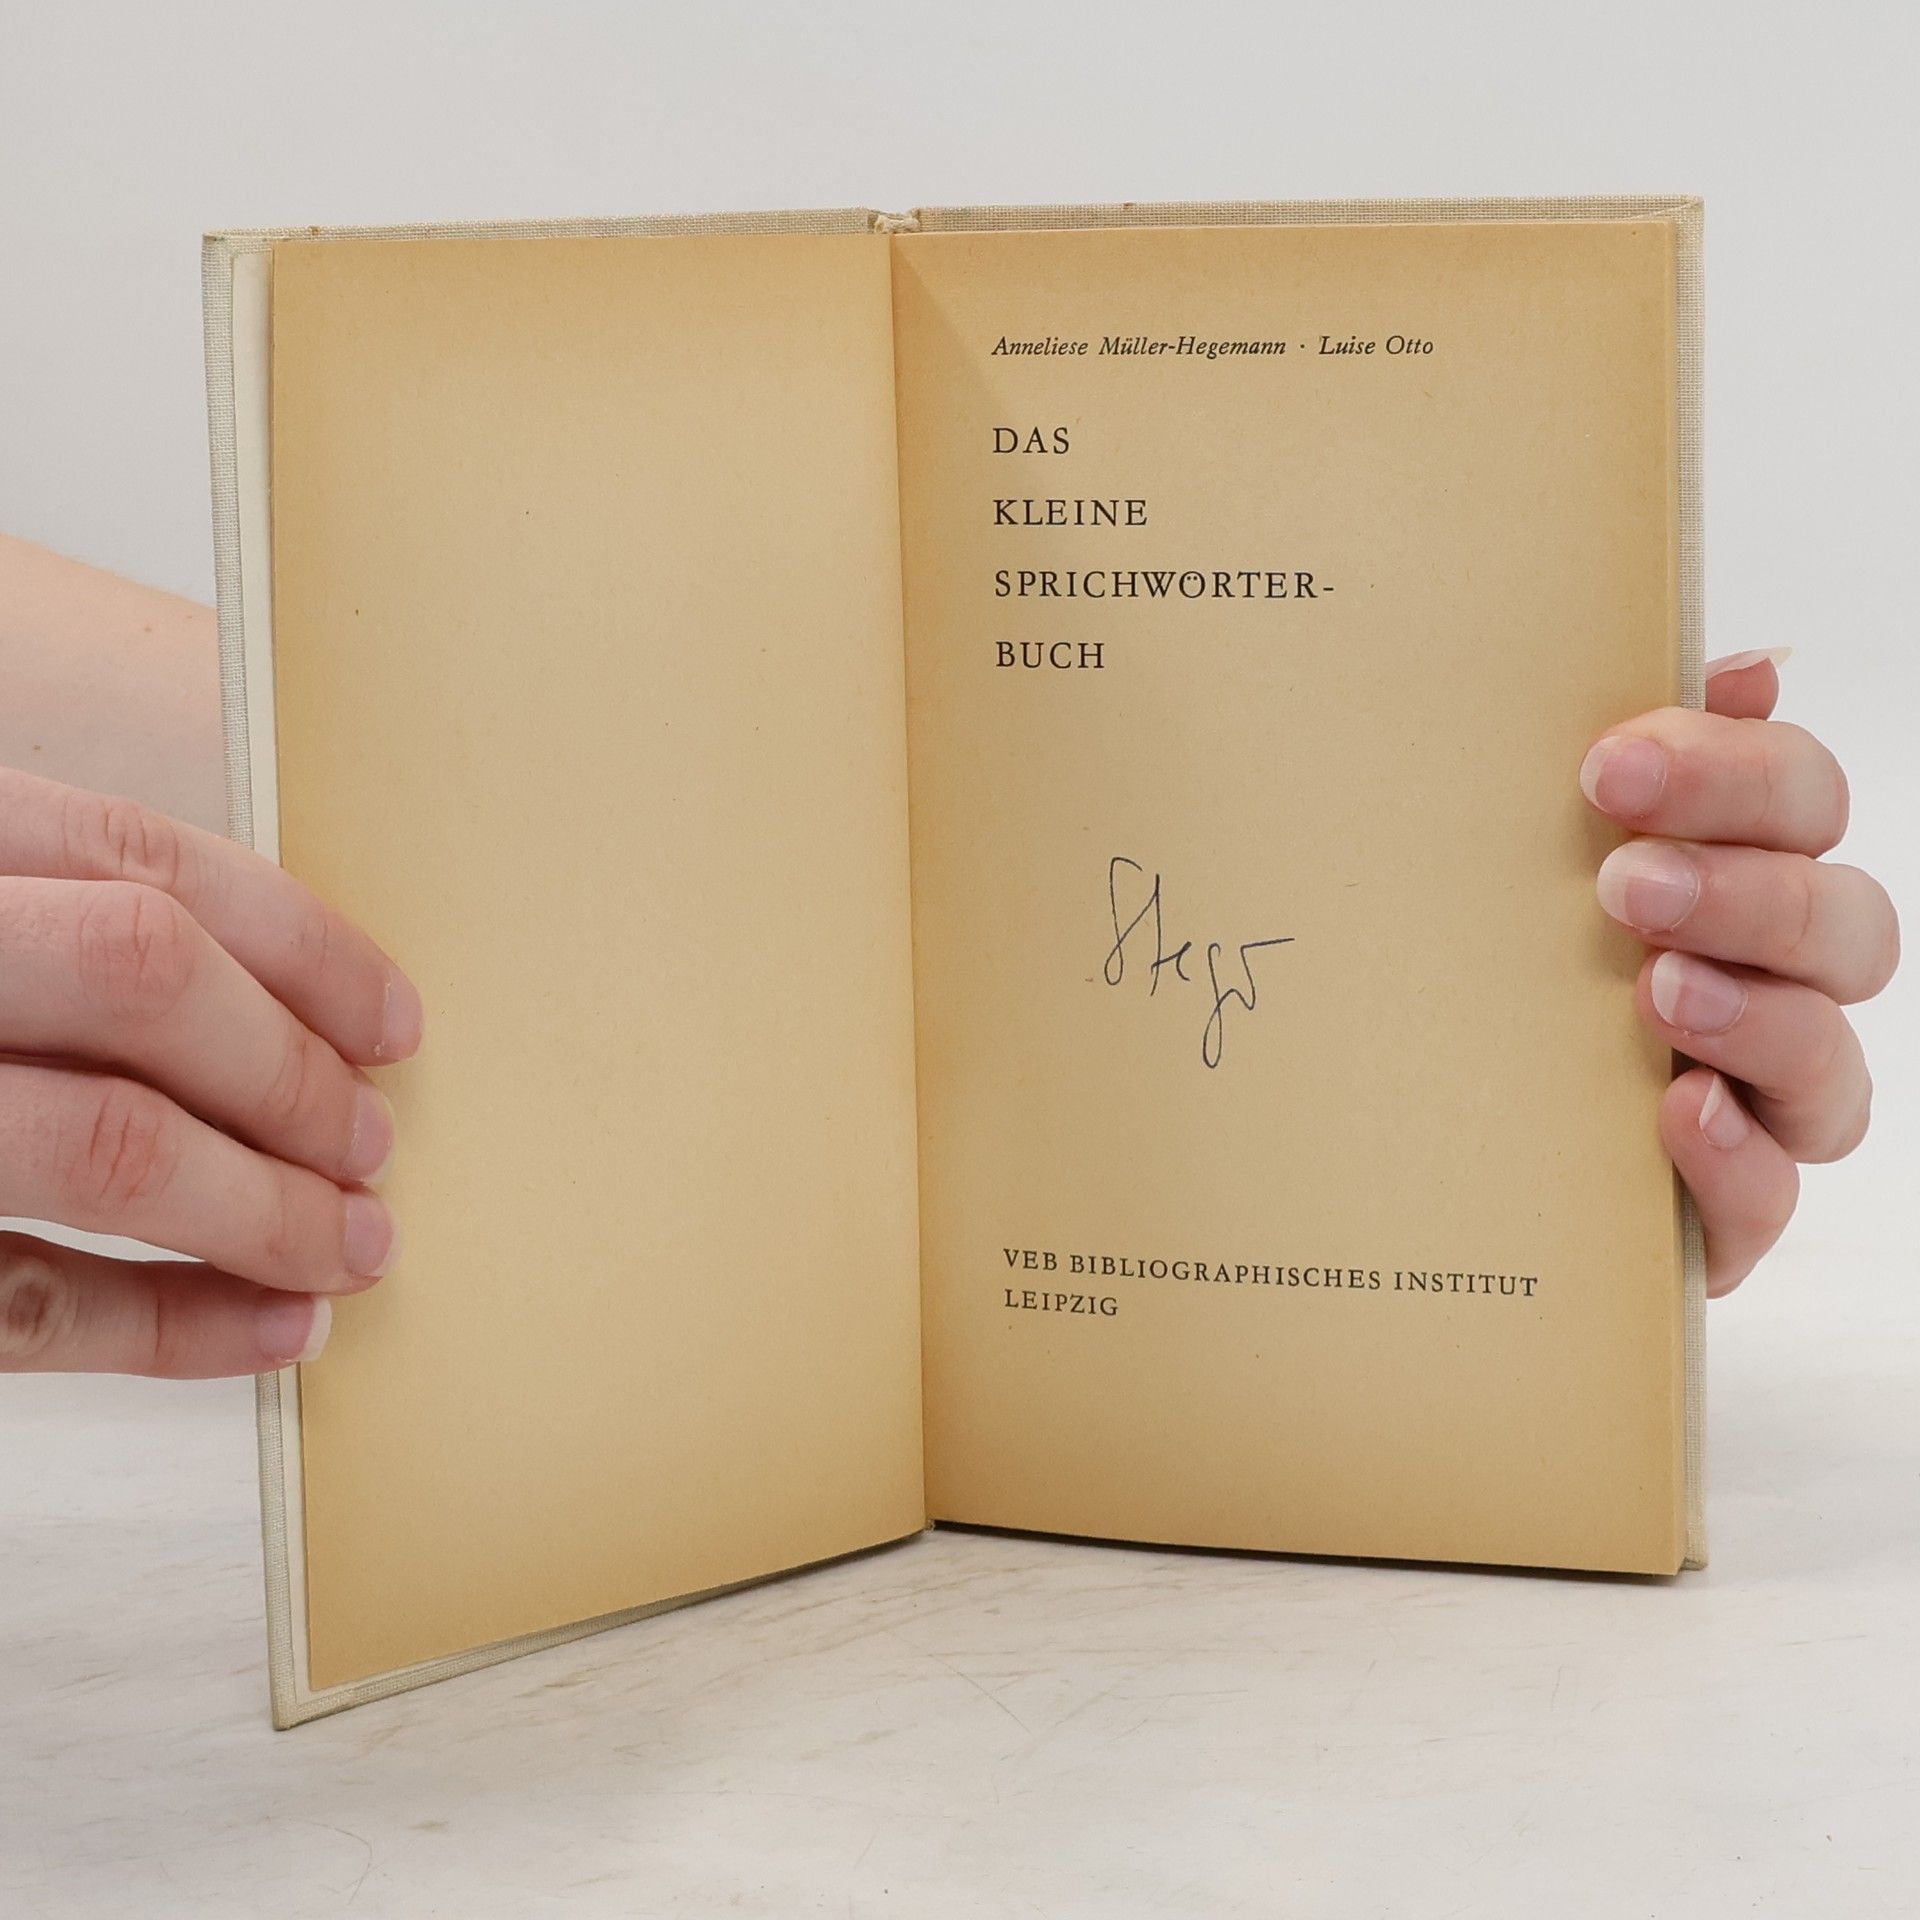 Anneliese Müller-Hegemann · Luise Otto
DAS
KLEINE
SPRICHWÖRTER-
BUCH
VEB BIBLIOGRAPHISCHES INSTITUT
LEIPZIG